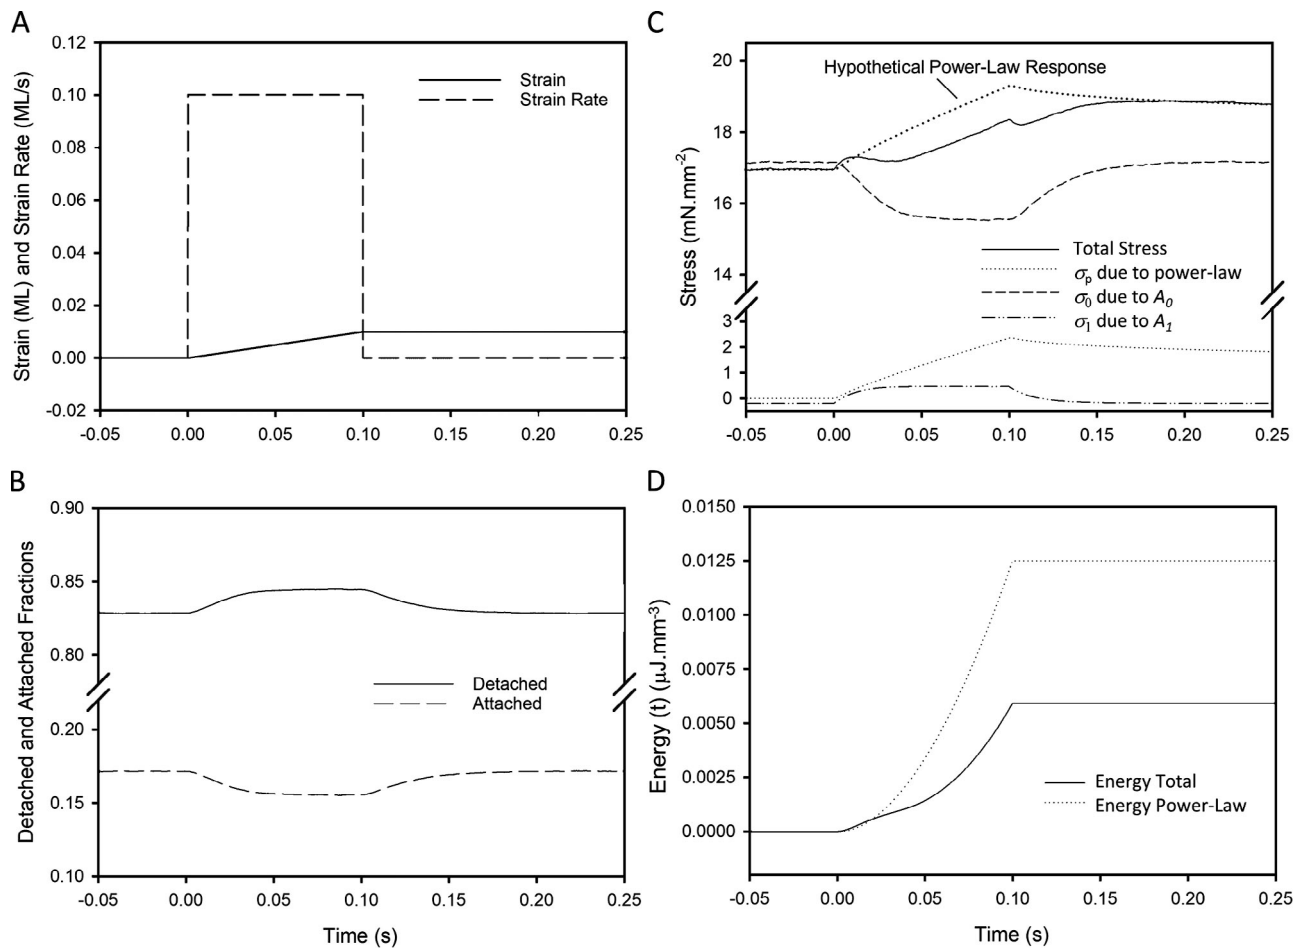 A
0.12
0.10
0.08
0.06
0.04
0.02
0.00
-0.02
Strain (ML) and Strain Rate (ML/s)
Strain
Strain Rate
-0.05 0.00 0.05 0.10 0.15 0.20 0.25
B
0.90
0.85
0.80
0.20
0.15
0.10
Detached and Attached Fractions
Detached
Attached
-0.05 0.00 0.05 0.10 0.15 0.20 0.25
Time (s)
C
20
18
16
14
3
2
1
0
Stress (mN.mm⁻²)
Hypothetical Power-Law Response
Total Stress
σp due to power-law
σ0 due to A0
σ1 due to A1
-0.05 0.00 0.05 0.10 0.15 0.20 0.25
D
0.0150
0.0125
0.0100
0.0075
0.0050
0.0025
0.0000
Energy (t) (μJ.mm⁻³)
Energy Total
Energy Power-Law
-0.05 0.00 0.05 0.10 0.15 0.20 0.25
Time (s)